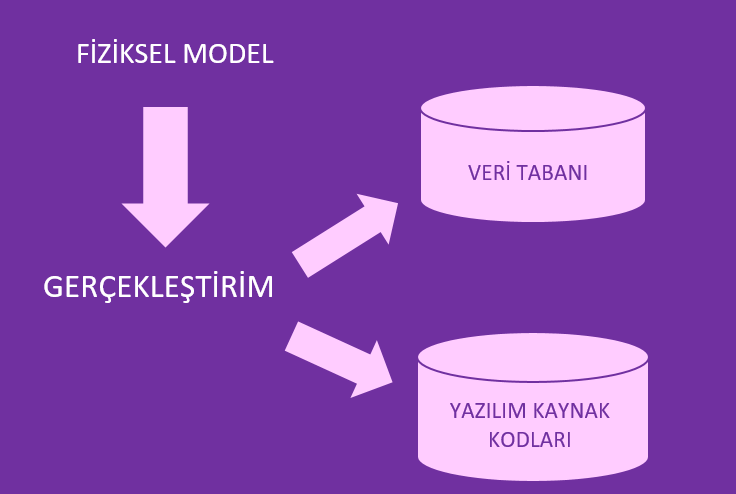 FİZİKSEL MODEL
VERİ TABANI
GERÇEKLEŞTİRİM
YAZILIM KAYNAK
KODLARI